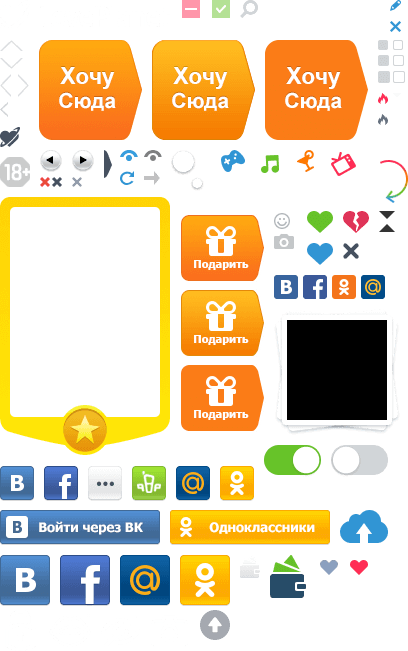 Хочу
Сюда
Хочу
Сюда
Хочу
Сюда
18+
Подарить
Подарить
Подарить
В
f
@
В
f
@
Войти через ВК
В
Одноклассники
В
f
@